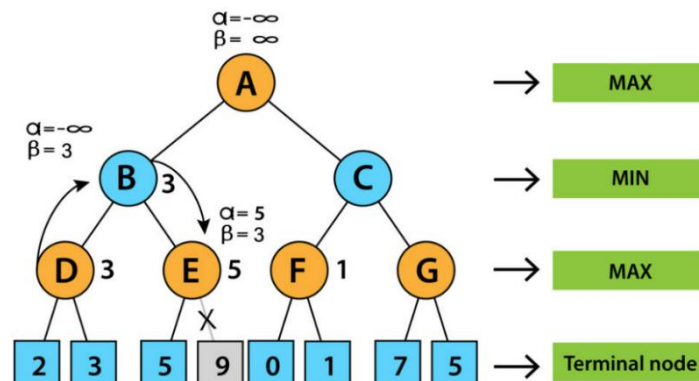 α=-∞
β= ∞
A
MAX
α=-∞
β= 3
B
3
C
MIN
α= 5
β= 3
D
3
E
5
F
1
G
MAX
X
2
3
5
9
0
1
7
5
Terminal node